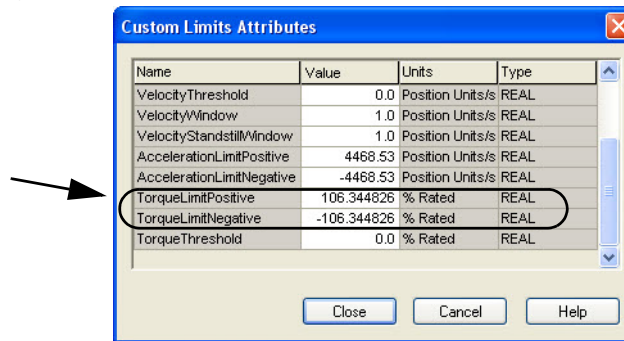 Custom Limits Attributes
Name Value Units Type
VelocityThreshold 0.0 Position Units/s REAL
VelocityWindow 1.0 Position Units/s REAL
VelocityStandstillWindow 1.0 Position Units/s REAL
AccelerationLimitPositive 4468.53 Position Units/s REAL
AccelerationLimitNegative -4468.53 Position Units/s REAL
TorqueLimitPositive 106.344826 % Rated REAL
TorqueLimitNegative -106.344826 % Rated REAL
TorqueThreshold 0.0 % Rated REAL
Close Cancel Help